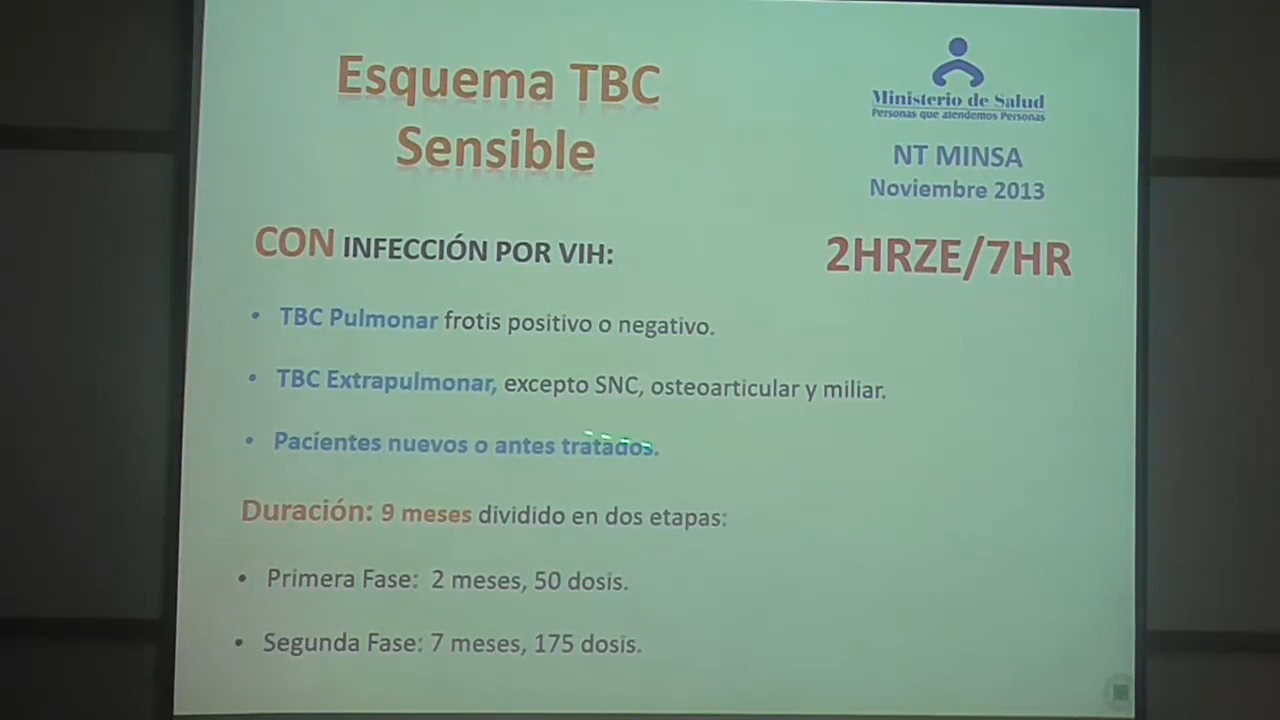 Esquema TBC
Sensible
Ministerio de Salud
Personas que atendemos Personas
NT MINSA
Noviembre 2013
CON INFECCIÓN POR VIH:
2HRZE/7HR
• TBC Pulmonar frotis positivo o negativo.
• TBC Extrapulmonar, excepto SNC, osteoarticular y miliar.
• Pacientes nuevos o antes tratados.
Duración: 9 meses dividido en dos etapas:
• Primera Fase: 2 meses, 50 dosis.
• Segunda Fase: 7 meses, 175 dosis.